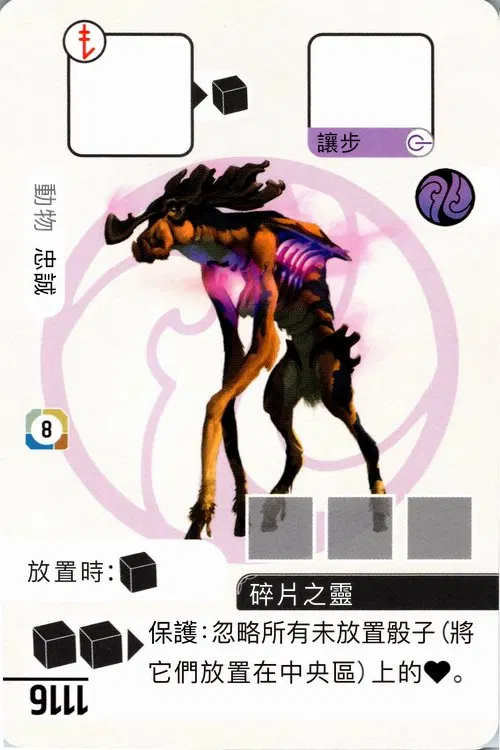 讓步
動物 忠誠
8
放置時:
碎片之靈
保護:忽略所有未放置骰子(將
它們放置在中央區)上的♥。
1116